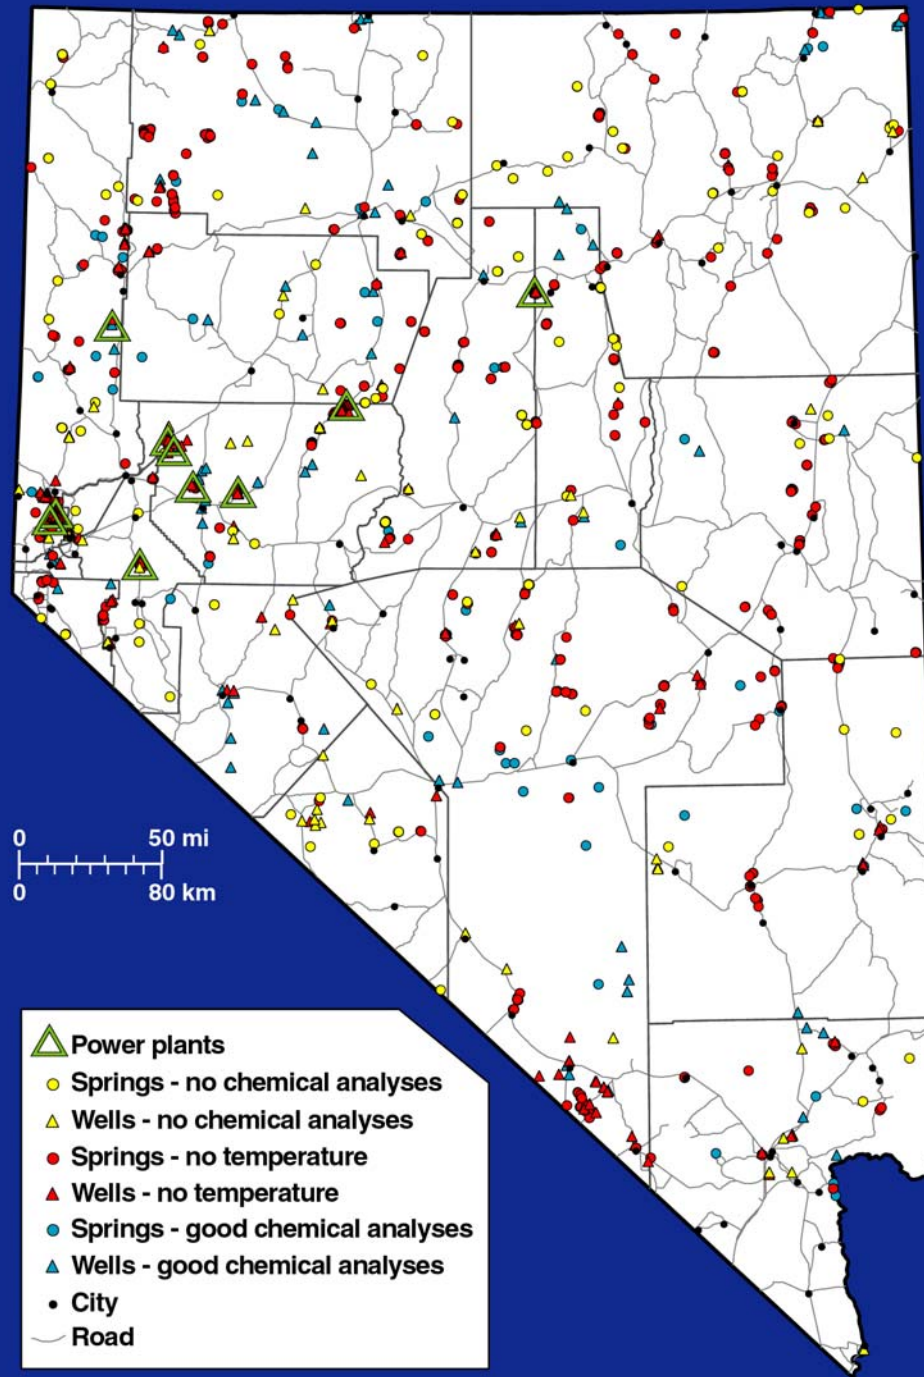 0 50 mi
0 80 km
Power plants
Springs - no chemical analyses
Wells - no chemical analyses
Springs - no temperature
Wells - no temperature
Springs - good chemical analyses
Wells - good chemical analyses
City
Road